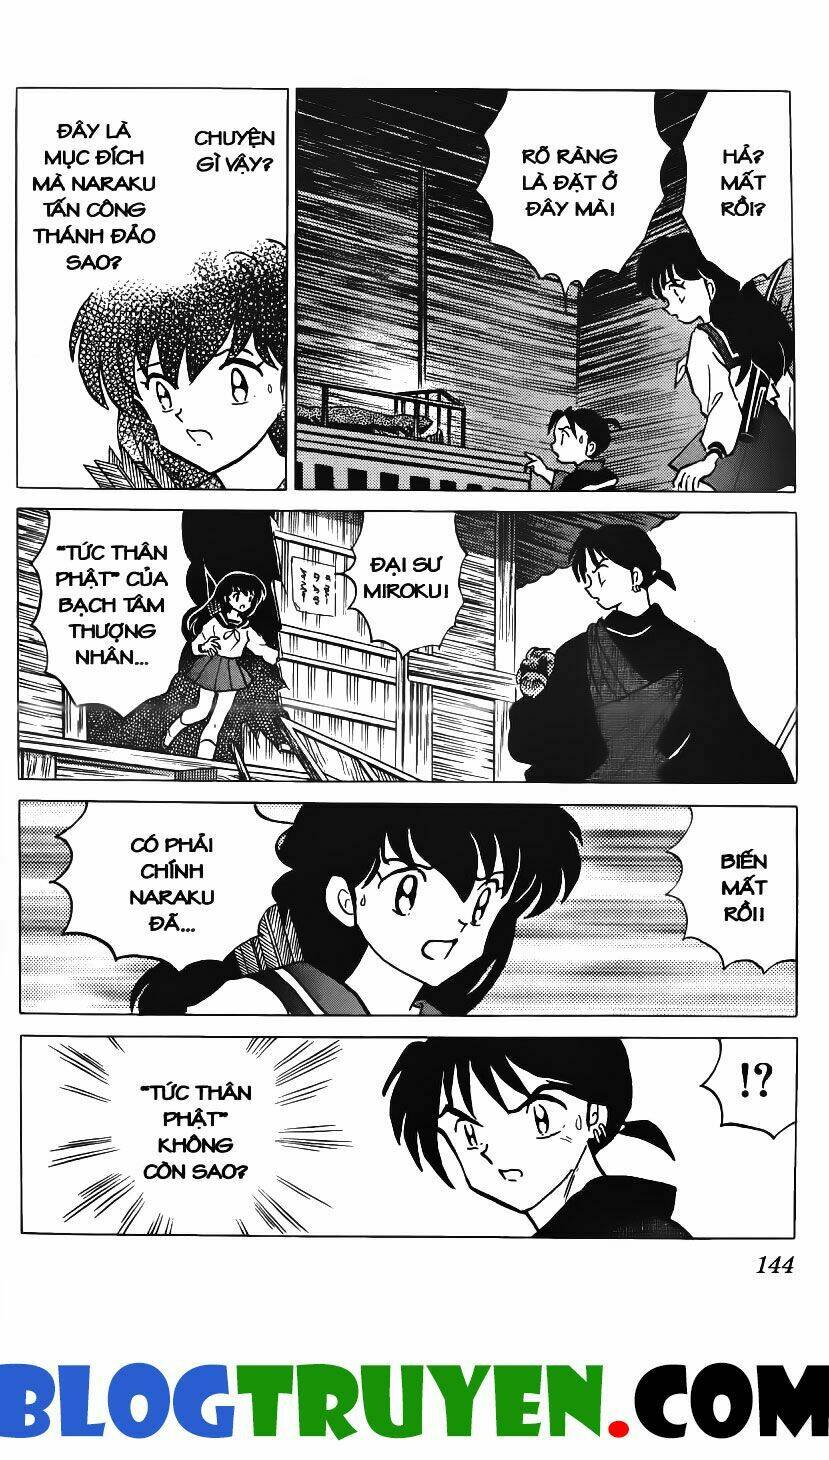 HẢ?
MẤT
RỒI?
RÕ RÀNG
LÀ ĐẶT Ở
ĐÂY MÀ!
CHUYỆN
GÌ VẬY?
ĐÂY LÀ
MỤC ĐÍCH
MÀ NARAKU
TẤN CÔNG
THÁNH ĐẢO
SAO?
ĐẠI SƯ
MIROKU!
"TỨC THÂN
PHẬT" CỦA
BẠCH TÂM
THƯỢNG
NHÂN...
BIẾN
MẤT
RỒI!
CÓ PHẢI
CHÍNH
NARAKU
ĐÃ...
!?
"TỨC THÂN
PHẬT"
KHÔNG
CÒN SAO?
144
BLOGTRUYEN.COM